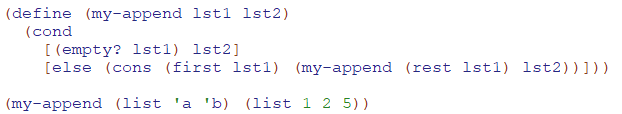 (define (my-append lst1 lst2)
(cond
[(empty? lst1) lst2]
[else (cons (first lst1) (my-append (rest lst1) lst2))]))
(my-append (list 'a 'b) (list 1 2 5))